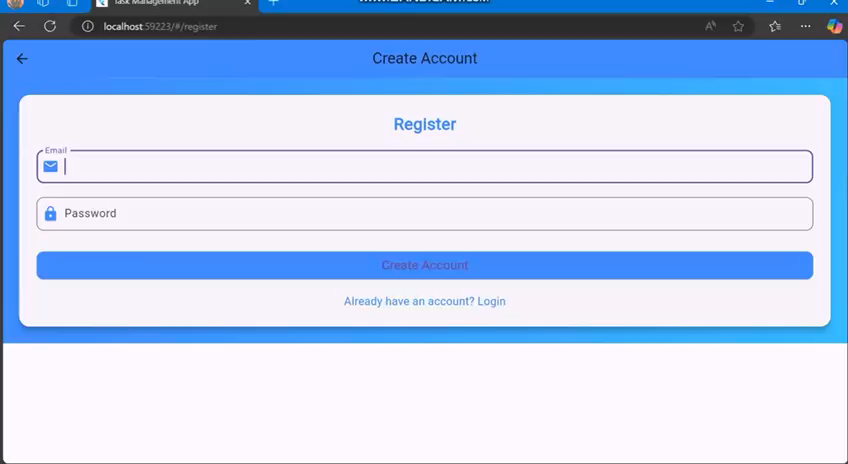 Task Management App
localhost:59223/#/register
Create Account
Register
Email
Password
Create Account
Already have an account? Login